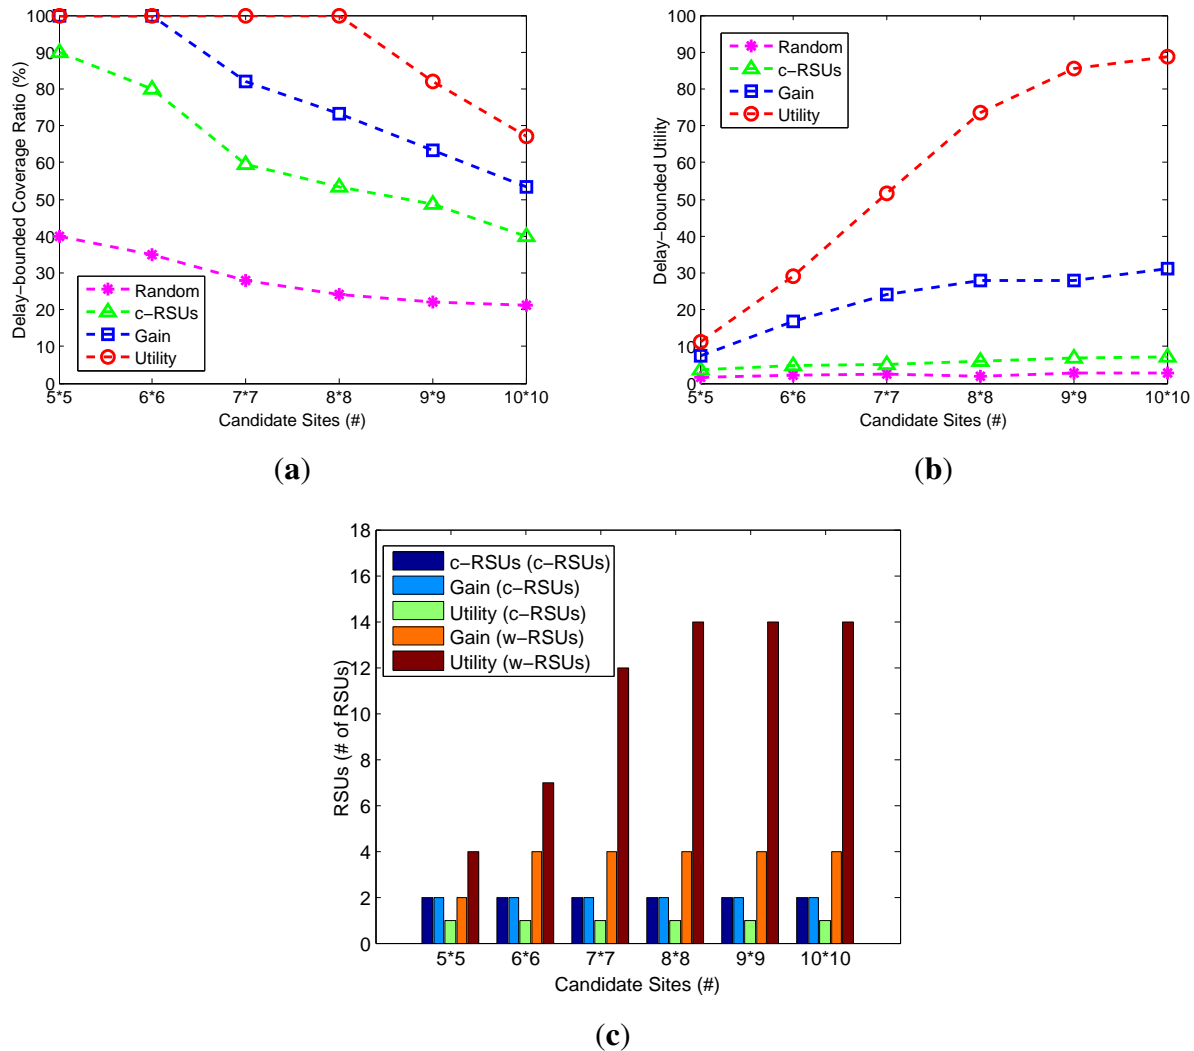 100
90
80
70
60
50
40
30
20
10
0
Delay−bounded Coverage Ratio (%)
Random
c−RSUs
Gain
Utility
5*5 6*6 7*7 8*8 9*9 10*10
Candidate Sites (#)
(a)
100
90
80
70
60
50
40
30
20
10
0
Delay−bounded Utility
Random
c−RSUs
Gain
Utility
5*5 6*6 7*7 8*8 9*9 10*10
Candidate Sites (#)
(b)
18
16
14
12
10
8
6
4
2
0
RSUs (# of RSUs)
c−RSUs (c−RSUs)
Gain (c−RSUs)
Utility (c−RSUs)
Gain (w−RSUs)
Utility (w−RSUs)
5*5 6*6 7*7 8*8 9*9 10*10
Candidate Sites (#)
(c)